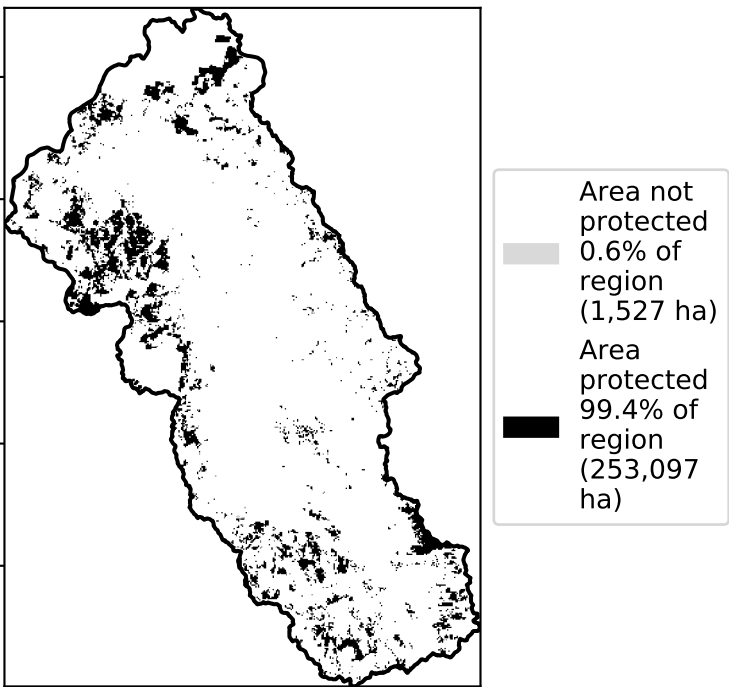 Area not
protected
0.6% of
region
(1,527 ha)
Area
protected
99.4% of
region
(253,097
ha)